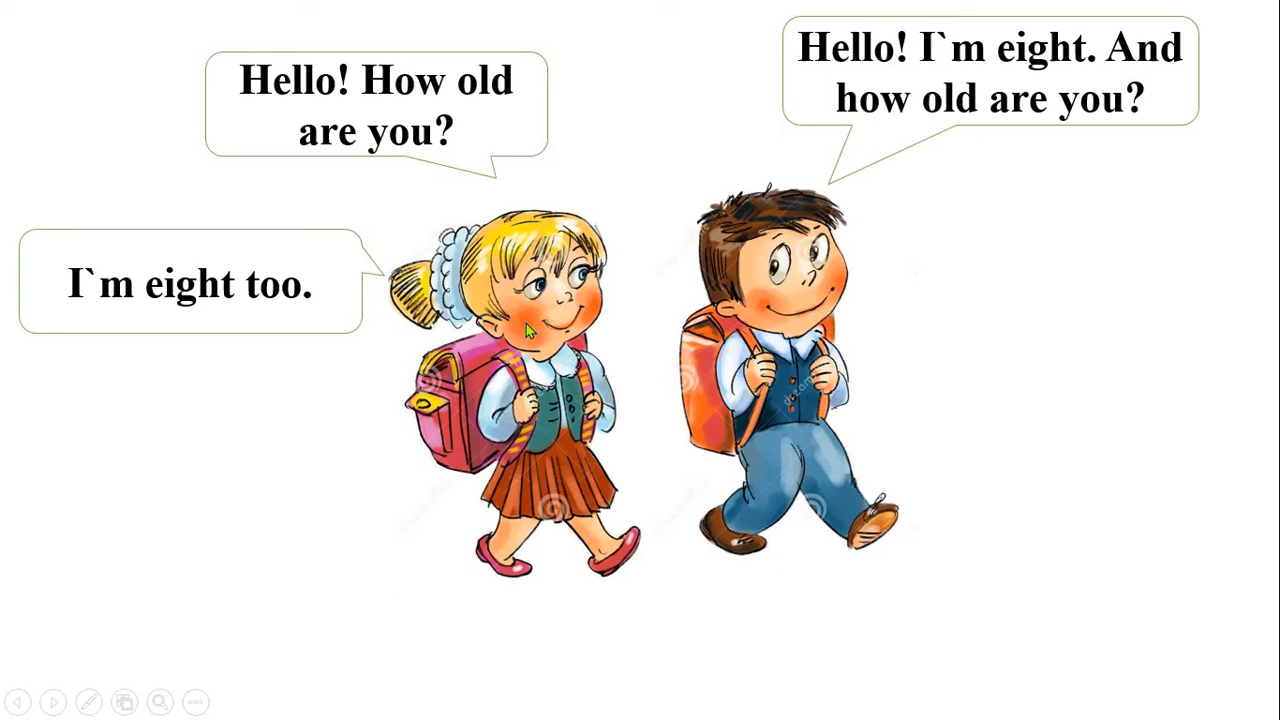 Hello! How old
are you?
Hello! I`m eight. And
how old are you?
I`m eight too.